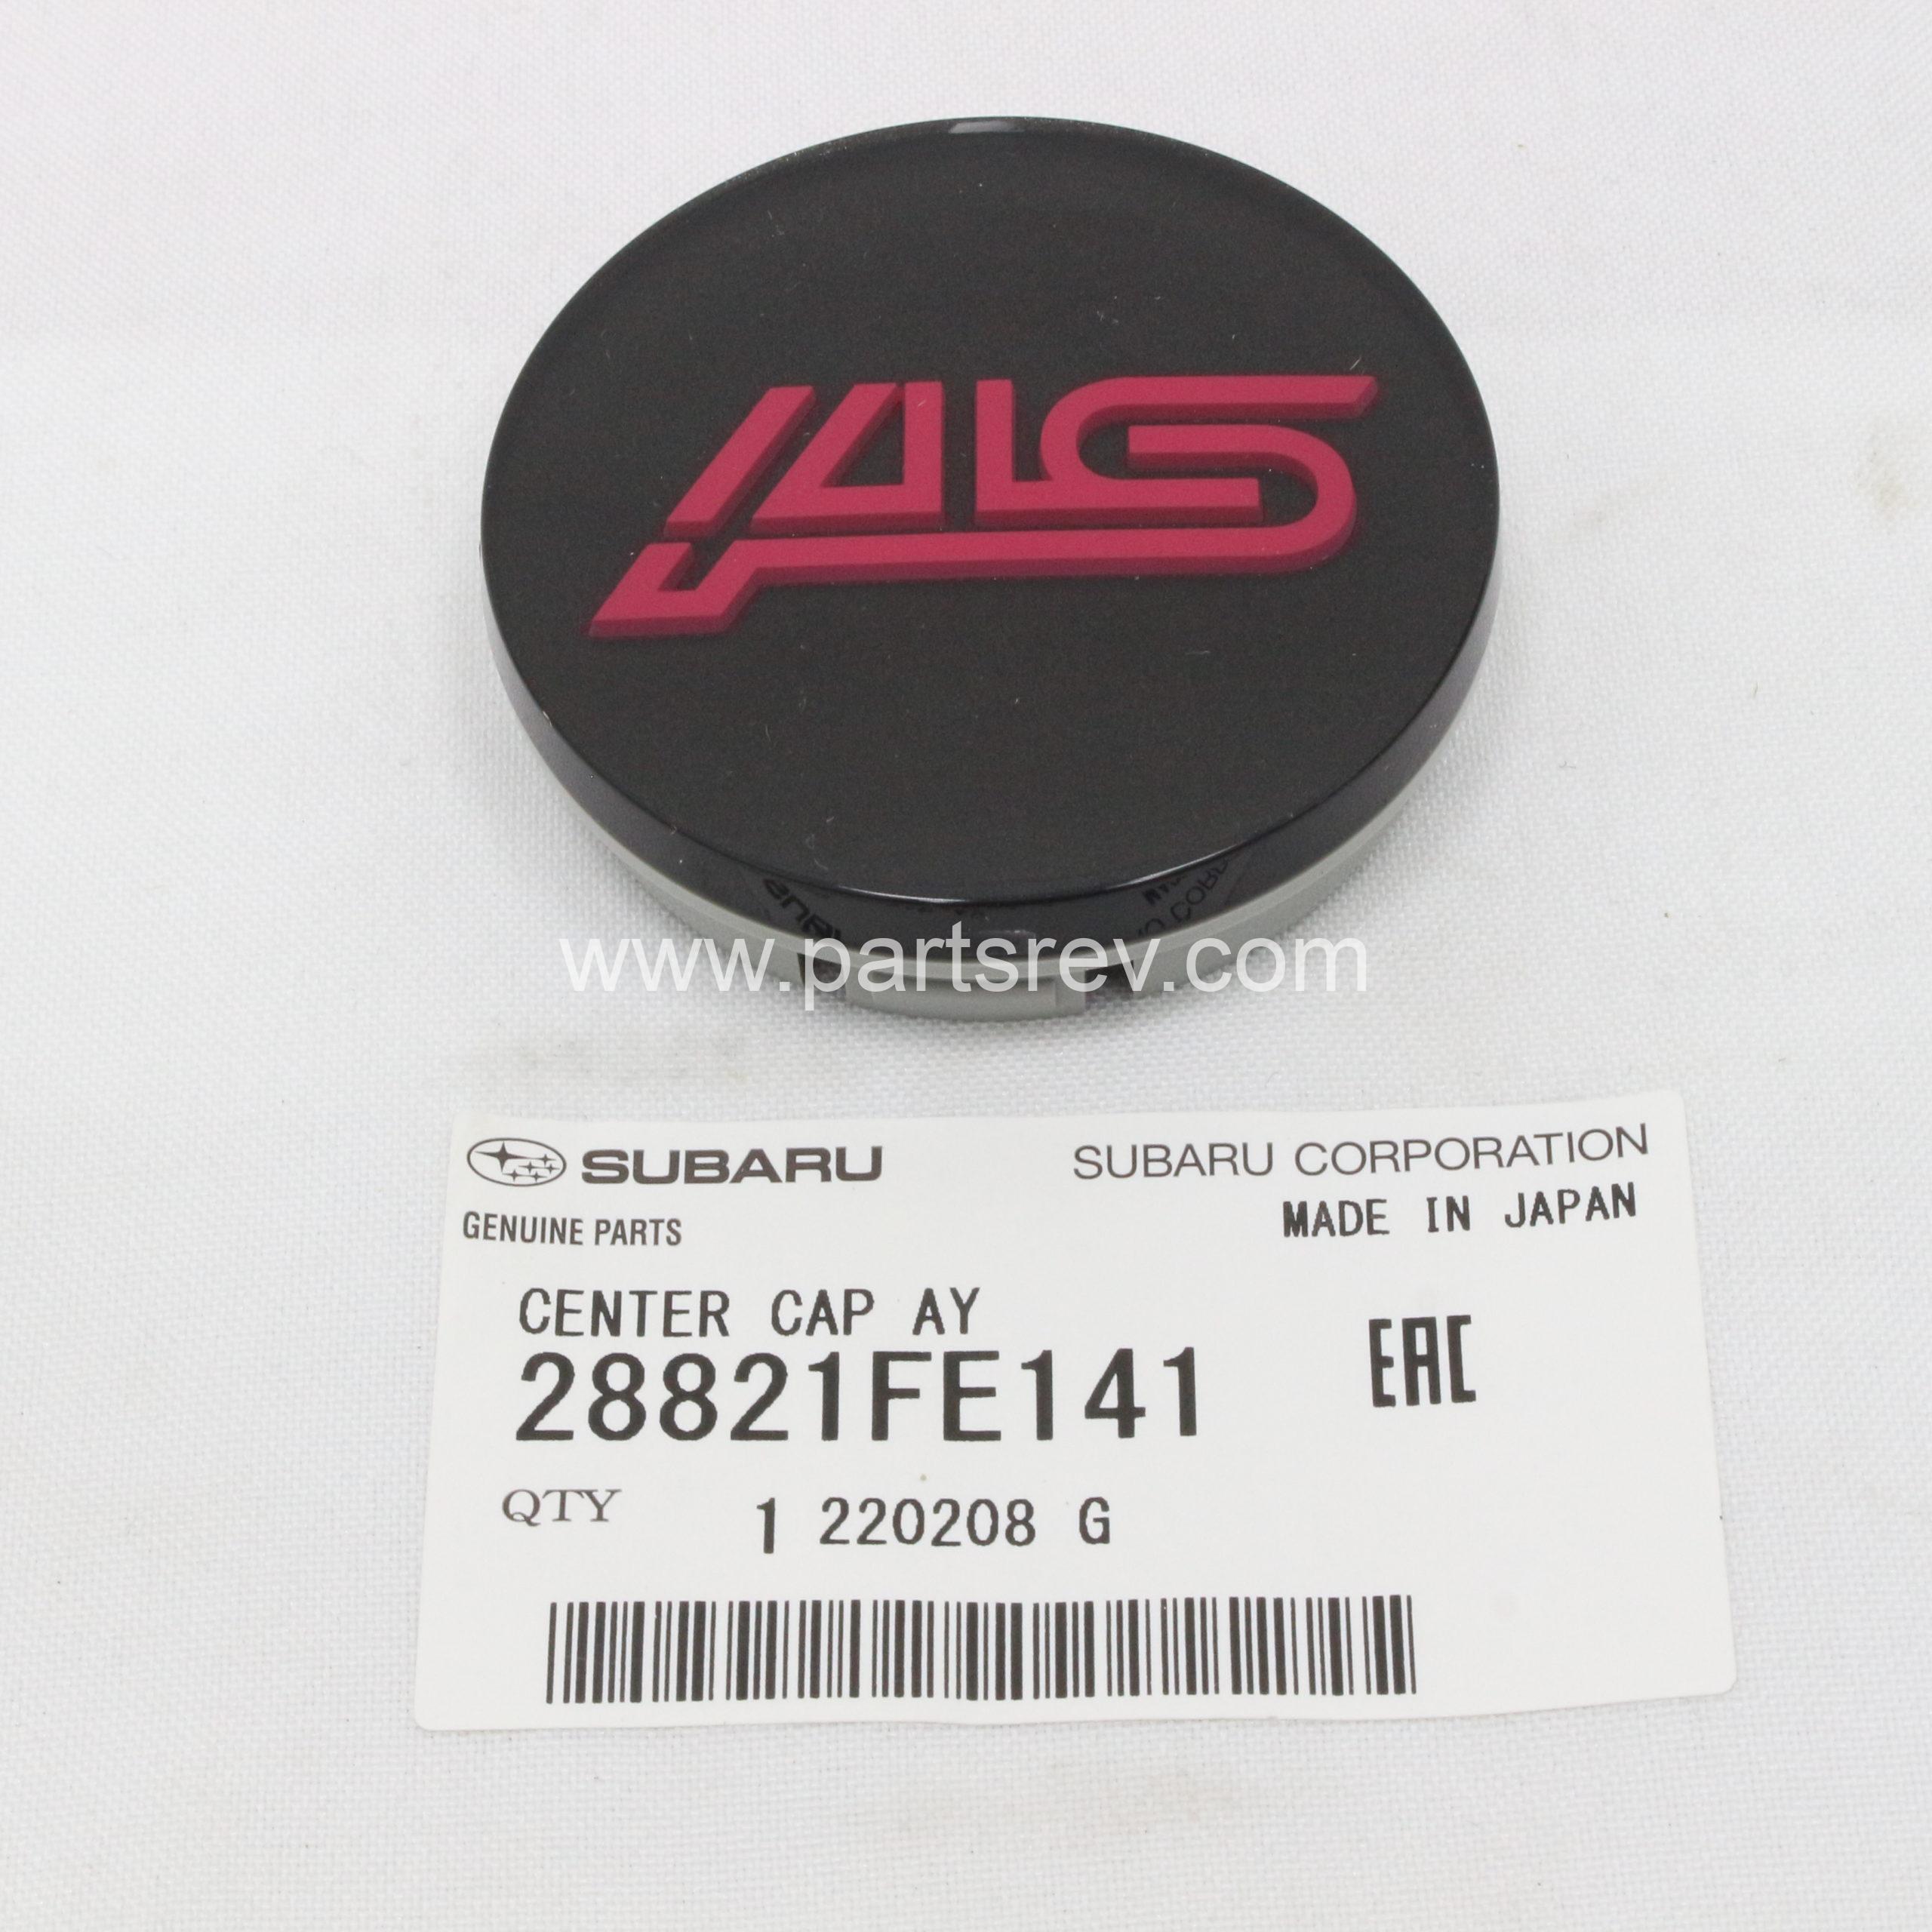 STI
www.partsrev.com
SUBARU
SUBARU CORPORATION
GENUINE PARTS
MADE IN JAPAN
CENTER CAP AY
28821FE141
EAC
QTY 1 220208 G